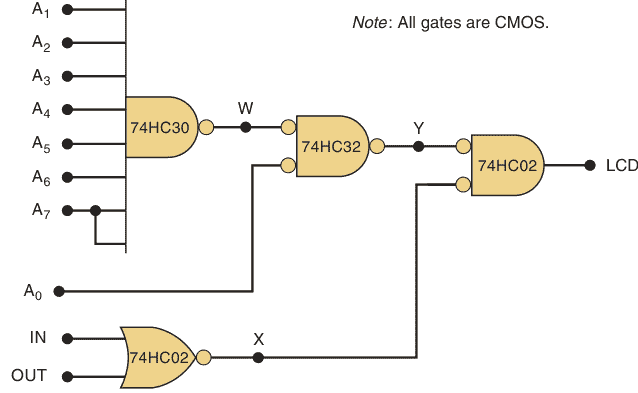 A1
Note: All gates are CMOS.
A2
A3
A4
W
74HC30
Y
A5
74HC32
74HC02
LCD
A6
A7
A0
IN
X
74HC02
OUT